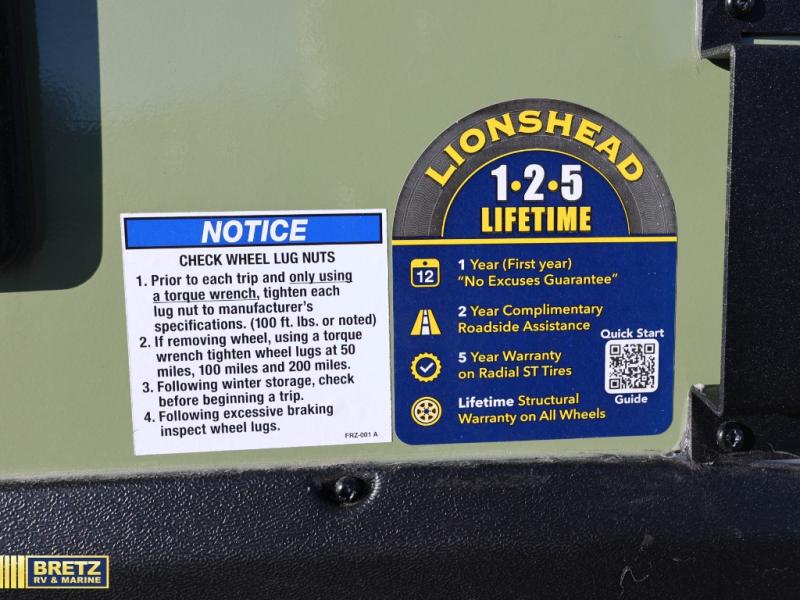 NOTICE
CHECK WHEEL LUG NUTS
1. Prior to each trip and only using
a torque wrench, tighten each
lug nut to manufacturer's
specifications. (100 ft. lbs. or noted)
2. If removing wheel, using a torque
wrench tighten wheel lugs at 50
miles, 100 miles and 200 miles.
3. Following winter storage, check
before beginning a trip.
4. Following excessive braking
inspect wheel lugs.
FRZ-001 A
LIONSHEAD
1·2·5
LIFETIME
12
1 Year (First year)
"No Excuses Guarantee"
2 Year Complimentary
Roadside Assistance
5 Year Warranty
on Radial ST Tires
Lifetime Structural
Warranty on All Wheels
Quick Start
Guide
BRETZ
RV & MARINE